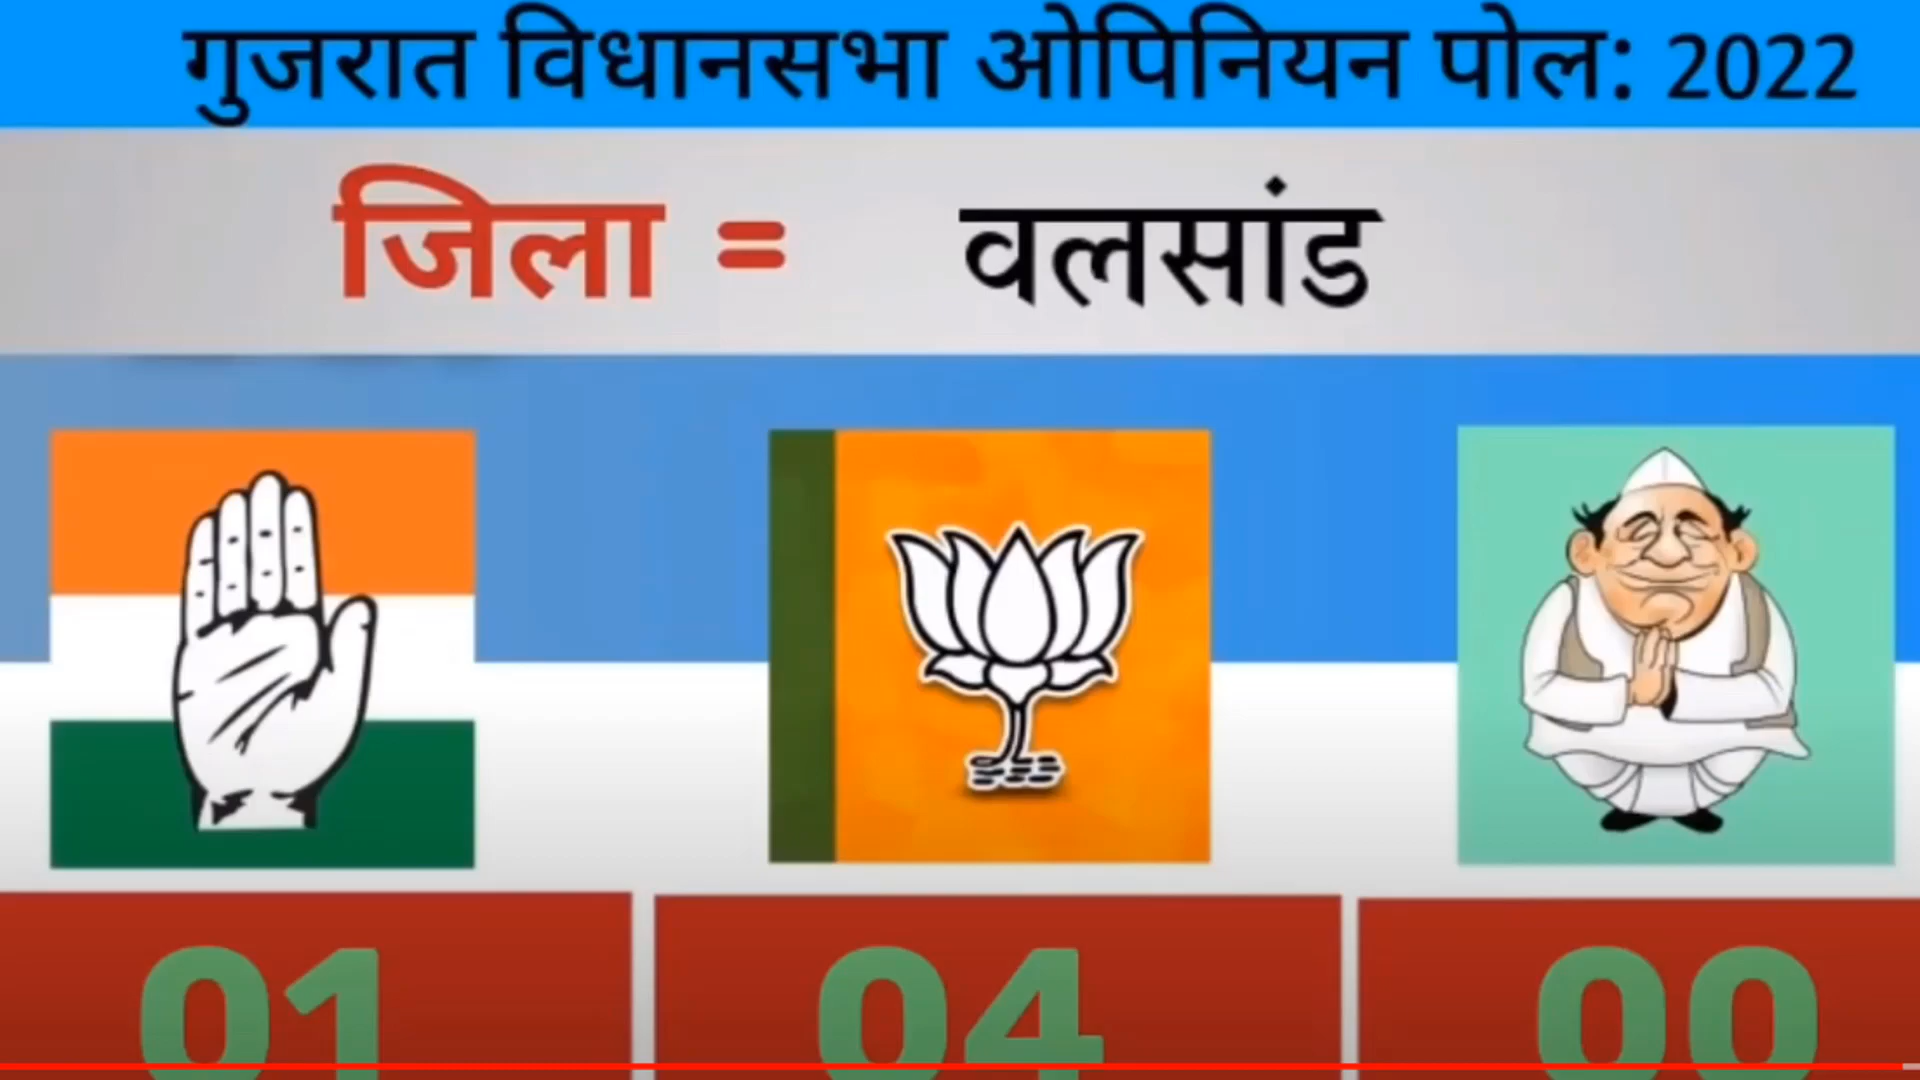 गुजरात विधानसभा ओपिनियन पोल: 2022
जिला = वलसांड
01 04 00